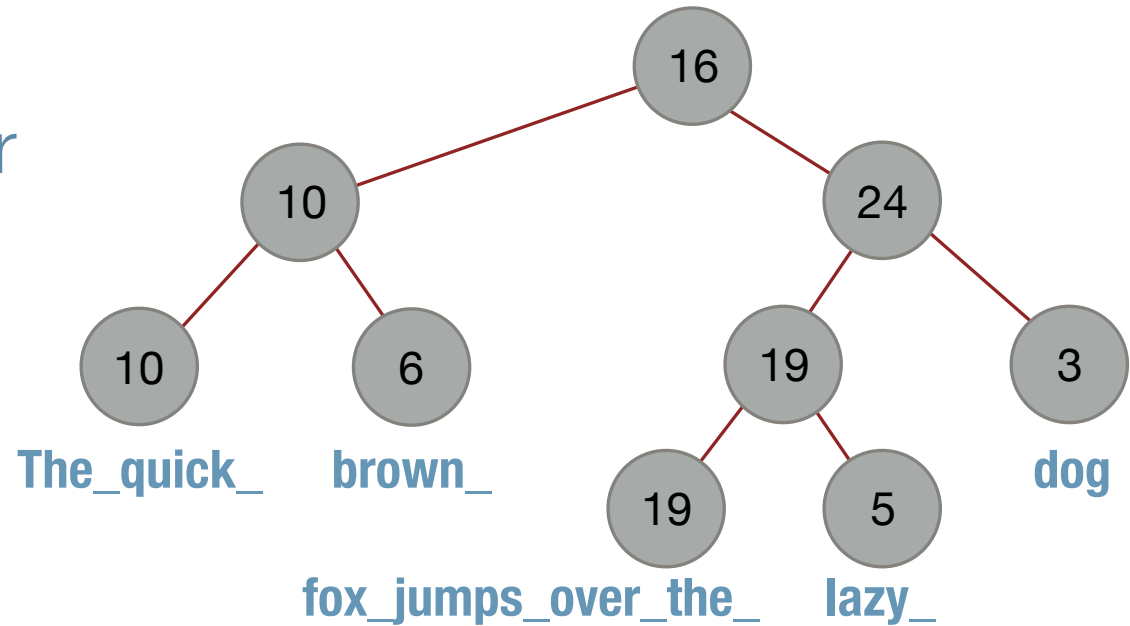 16
r
10 24
10 6 19 3
The_quick_ brown_ dog
19 5
fox_jumps_over_the_ lazy_